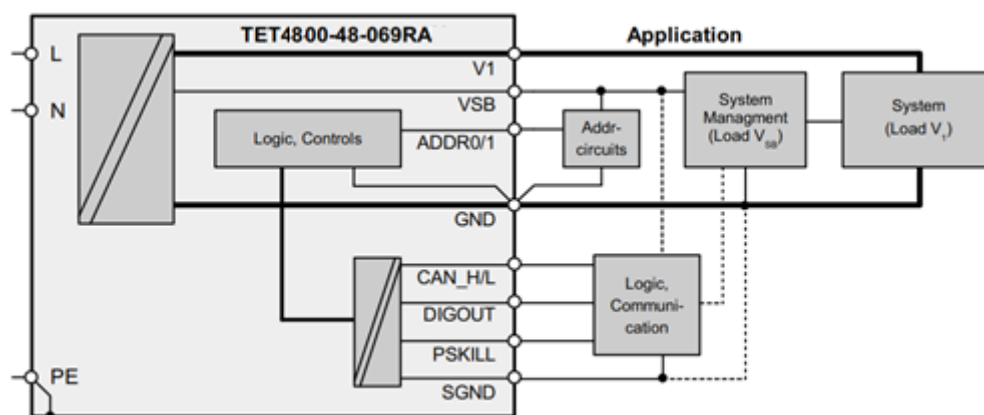 TET4800-48-069RA
Application
L
V1
N
VSB
Logic, Controls
ADDR0/1
Addr-
circuits
System
Managment
(Load VSB)
System
(Load V1)
GND
CAN_H/L
DIGOUT
PSKILL
SGND
Logic,
Communi-
cation
PE